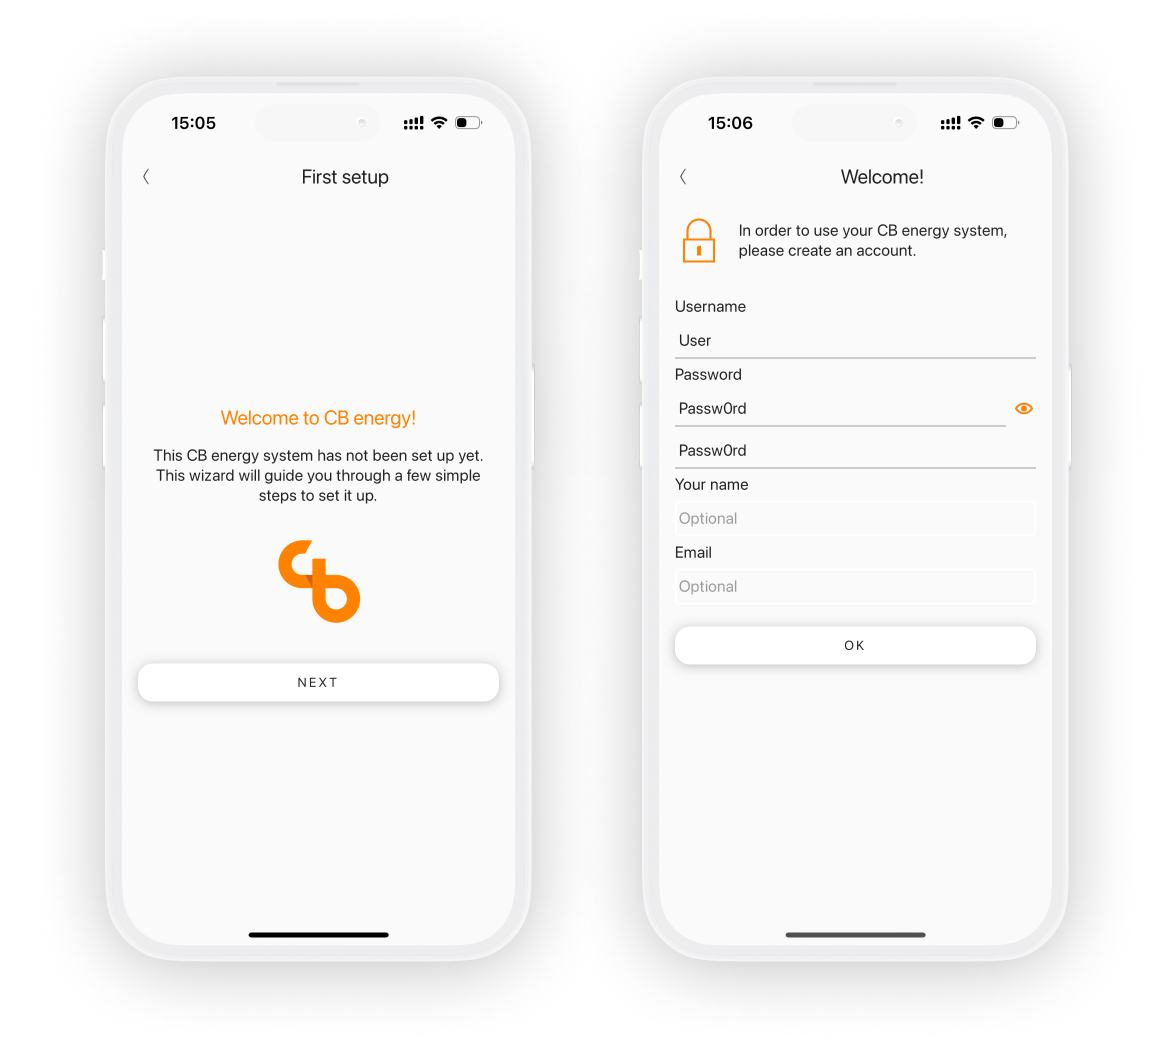 15:05
First setup
Welcome to CB energy!
This CB energy system has not been set up yet.
This wizard will guide you through a few simple
steps to set it up.
NEXT
15:06
Welcome!
In order to use your CB energy system,
please create an account.
Username
User
Password
Passw0rd
Passw0rd
Your name
Optional
Email
Optional
OK